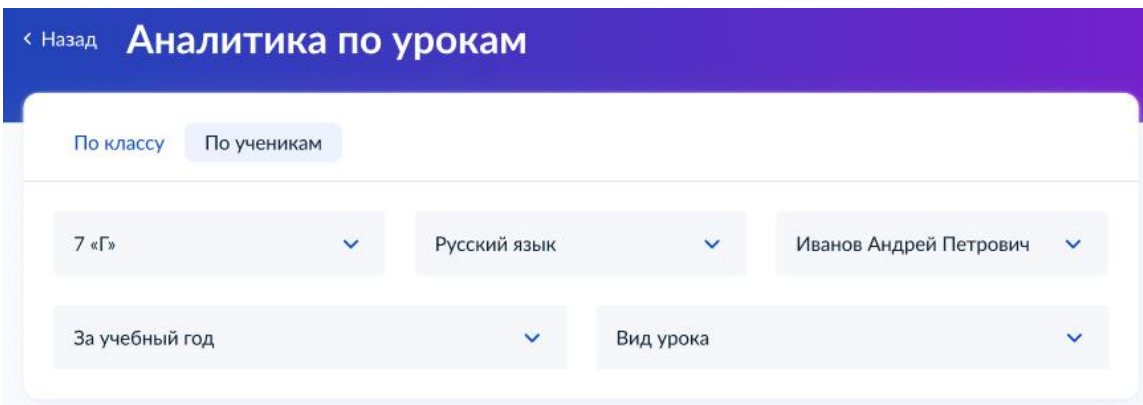 Назад Аналитика по урокам
По классу По ученикам
7 «Г» Русский язык Иванов Андрей Петрович
За учебный год Вид урока